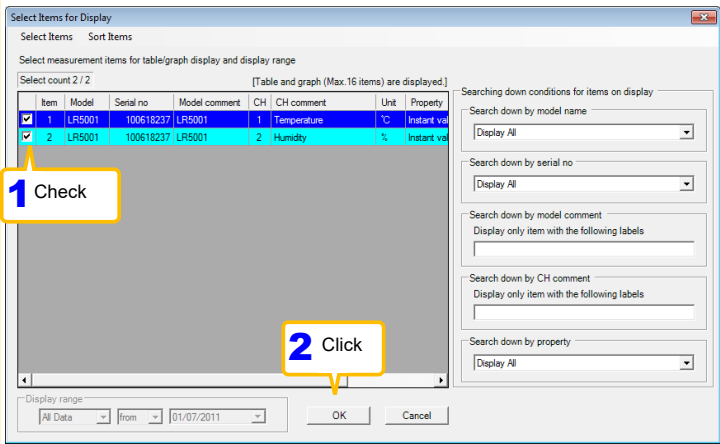 Select Items for Display
Select Items Sort Items
Select measurement items for table/graph display and display range
Select count 2 / 2 [Table and graph (Max.16 items) are displayed.]
Item Model Serial no Model comment CH CH comment Unit Property
1 LR5001 100618237 LR5001 1 Temperature °C Instant val
2 LR5001 100618237 LR5001 2 Humidity % Instant val
1 Check
Searching down conditions for items on display
Search down by model name
Display All
Search down by serial no
Display All
Search down by model comment
Display only item with the following labels
Search down by CH comment
Display only item with the following labels
Search down by property
Display All
2 Click
Display range
All Data from 01/07/2011
OK Cancel